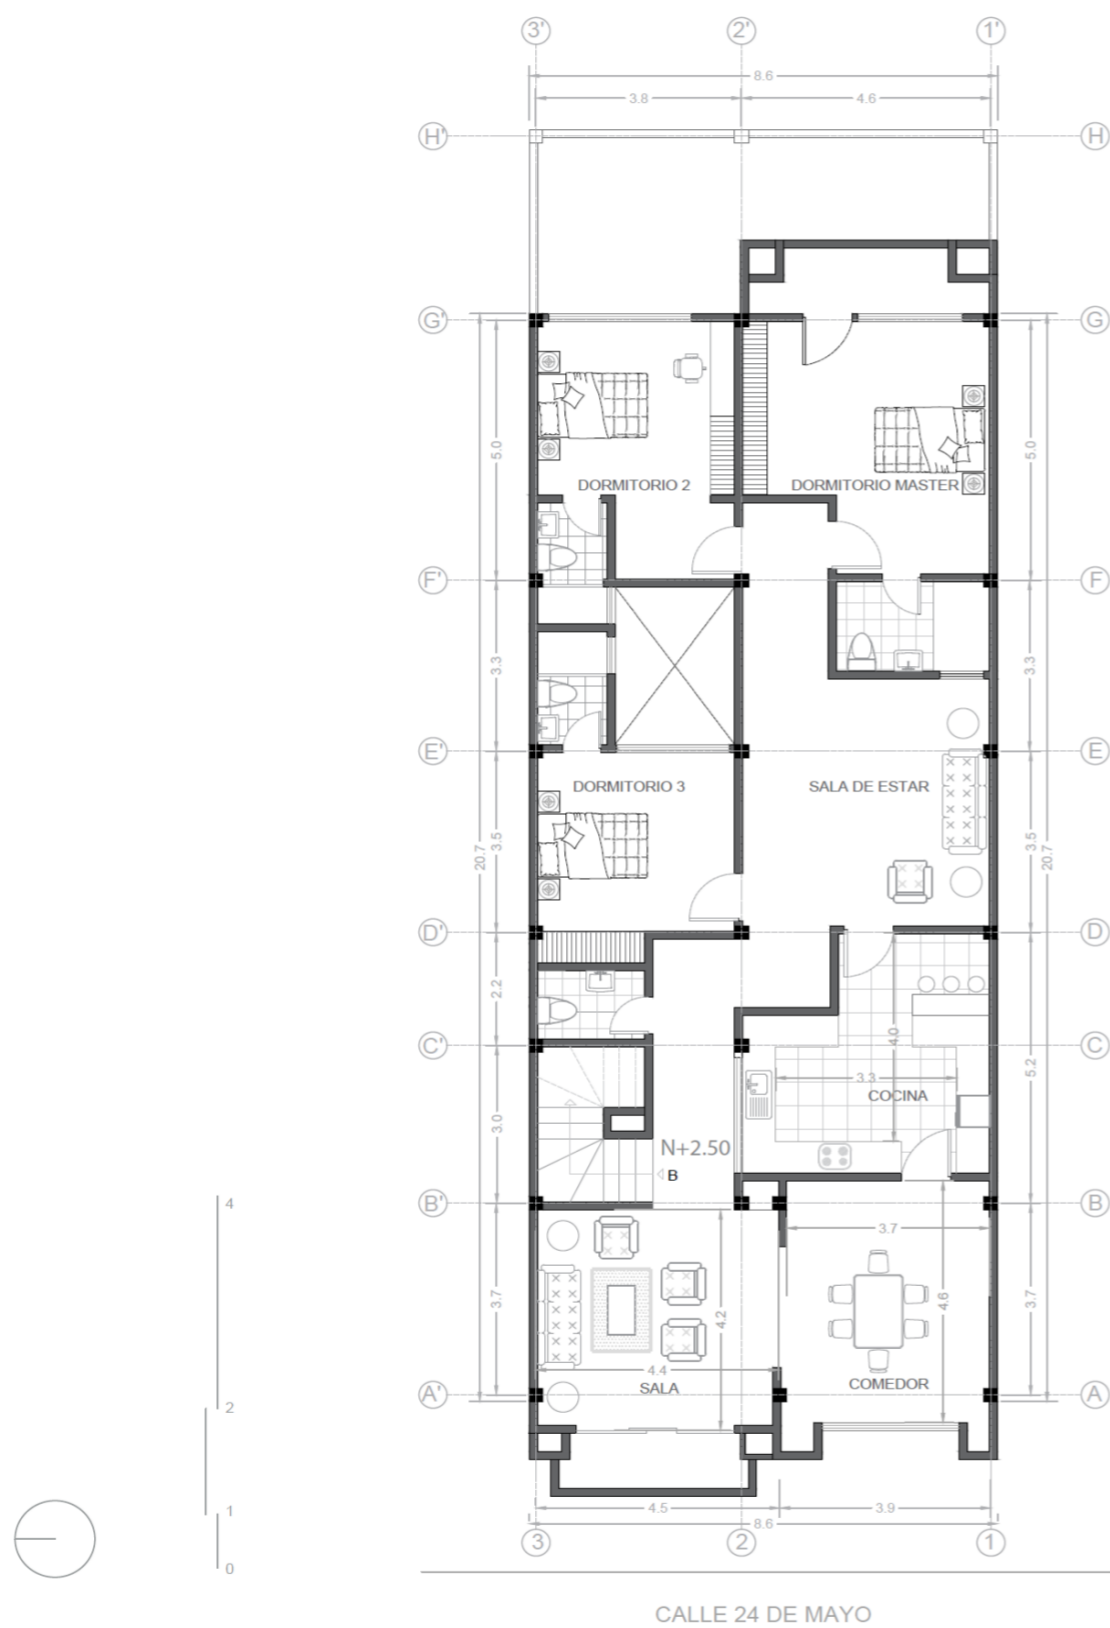 3' 2' 1'
8.6
3.8 4.6
H' H
G' G
5.0 5.0
DORMITORIO 2 DORMITORIO MASTER
F' F
3.3 3.3
E' E
DORMITORIO 3 SALA DE ESTAR
3.5 3.5
20.7 20.7
D' D
2.2
4.0
C' C
5.2
3.3
COCINA
3.0
N+2.50
B
B' B
4
3.7
4.6
3.7 3.7
4.2
4.4
SALA COMEDOR
A' A
2
4.5 3.9
1
8.6
3 2 1
0
CALLE 24 DE MAYO